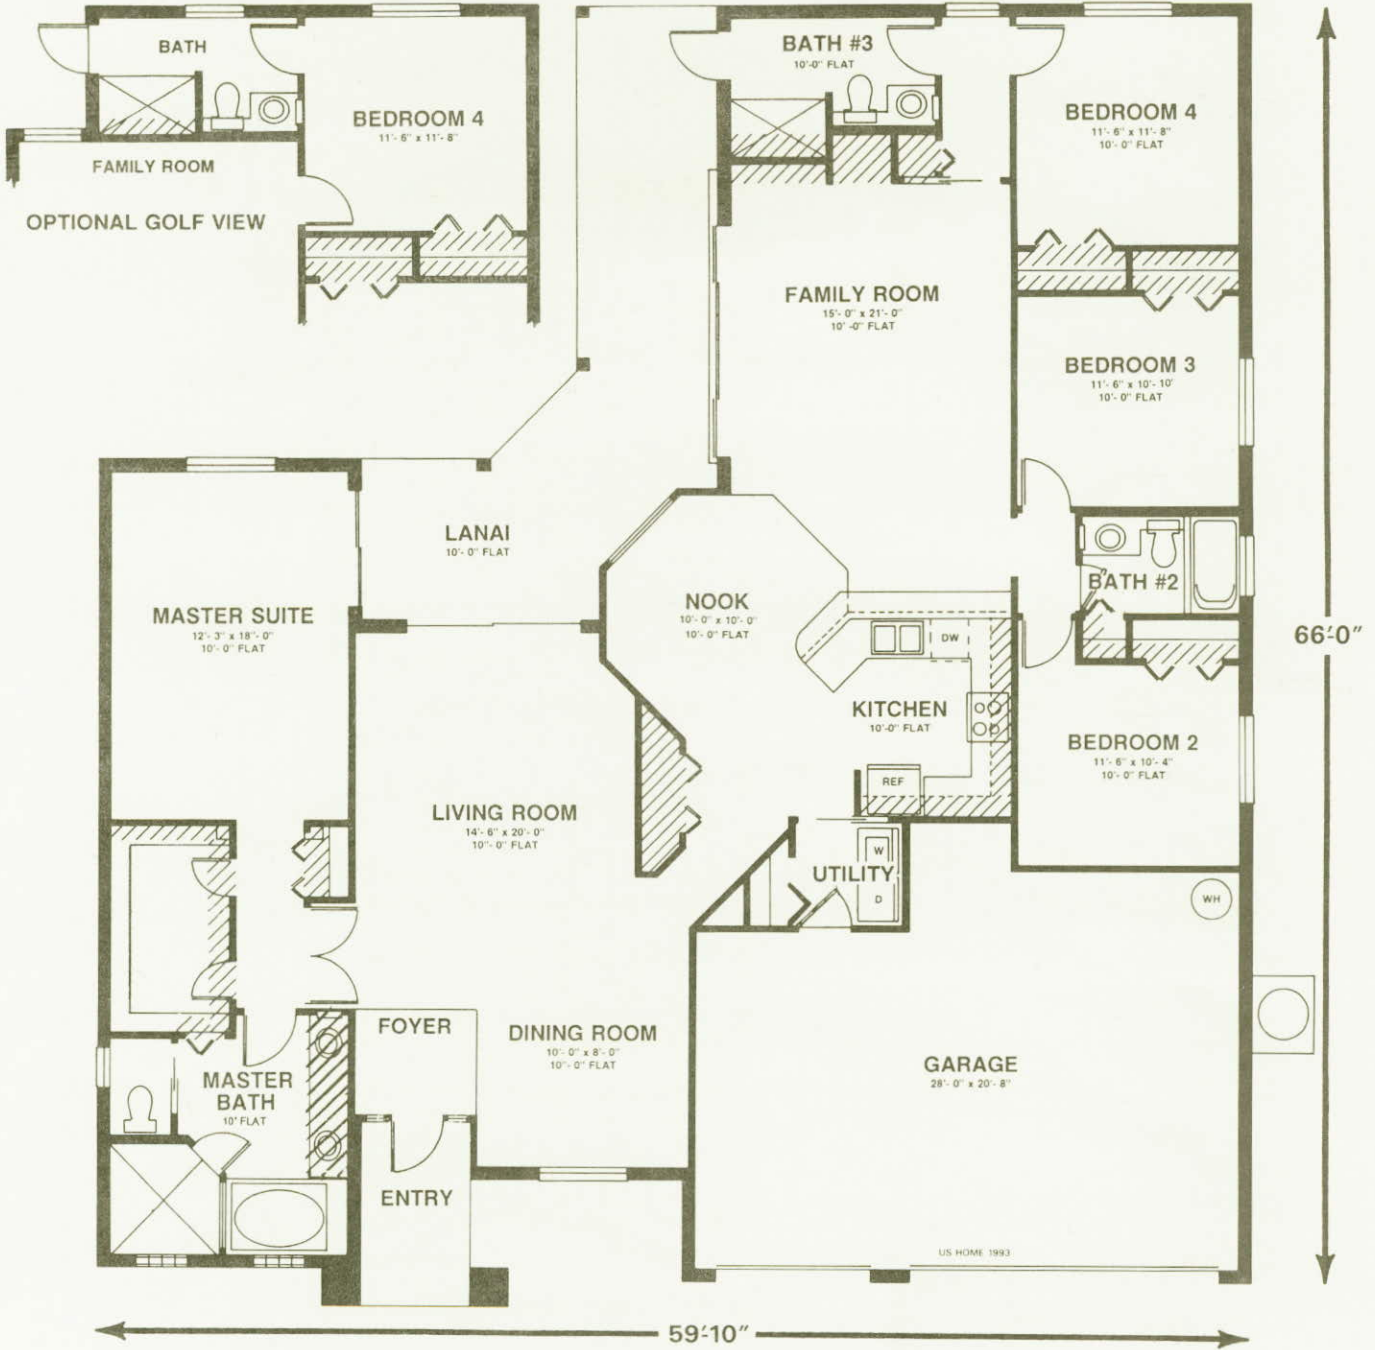 BATH
BEDROOM 4
11'- 6" x 11'- 8"
FAMILY ROOM
OPTIONAL GOLF VIEW
BATH #3
10'-0" FLAT
BEDROOM 4
11'- 6" x 11'- 8"
10'- 0" FLAT
FAMILY ROOM
15'- 0" x 21'- 0"
10' -0" FLAT
BEDROOM 3
11'- 6" x 10'- 10'
10'- 0" FLAT
LANAI
10'- 0" FLAT
MASTER SUITE
12'- 3" x 18"- 0"
10'- 0" FLAT
NOOK
10'- 0" x 10'- 0"
10'- 0" FLAT
BATH #2
DW
66'-0"
KITCHEN
10'-0" FLAT
REF
BEDROOM 2
11'- 6" x 10'- 4"
10'- 0" FLAT
LIVING ROOM
14'- 6" x 20'- 0"
10"- 0" FLAT
W
UTILITY
D
WH
FOYER
DINING ROOM
10'- 0" x 8'- 0"
10"- 0" FLAT
MASTER
BATH
10' FLAT
GARAGE
28'- 0" x 20'- 8"
ENTRY
US HOME 1993
59'-10"